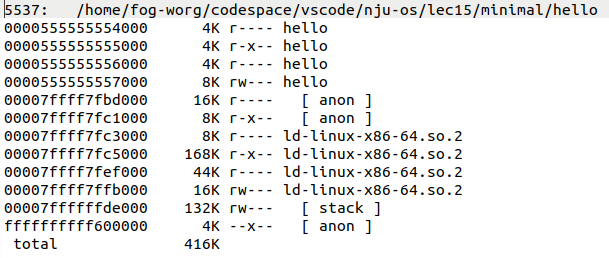 5537:   /home/fog-worg/codespace/vscode/nju-os/lec15/minimal/hello
0000555555554000      4K r---- hello
0000555555555000      4K r-x-- hello
0000555555556000      4K r---- hello
0000555555557000      8K rw--- hello
00007ffff7fbd000     16K r----   [ anon ]
00007ffff7fc1000      8K r-x--   [ anon ]
00007ffff7fc3000      8K r---- ld-linux-x86-64.so.2
00007ffff7fc5000    168K r-x-- ld-linux-x86-64.so.2
00007ffff7fef000     44K r---- ld-linux-x86-64.so.2
00007ffff7ffb000     16K rw--- ld-linux-x86-64.so.2
00007ffffffde000    132K rw---   [ stack ]
ffffffffff600000      4K --x--   [ anon ]
 total              416K